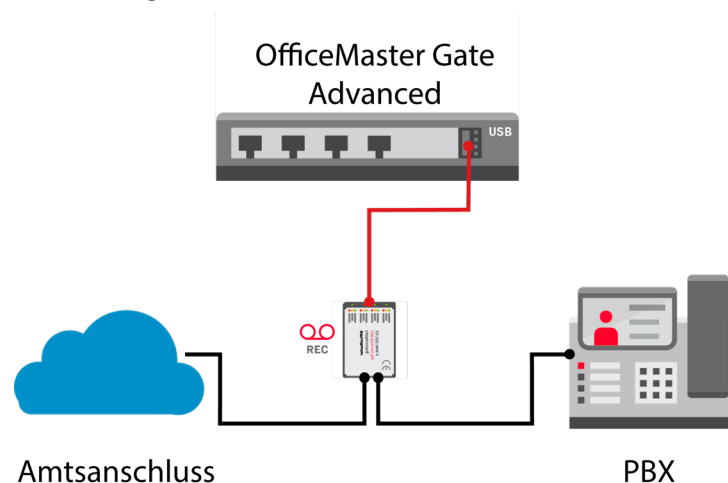 OfficeMaster Gate
Advanced
USB
REC
Amtsanschluss
PBX